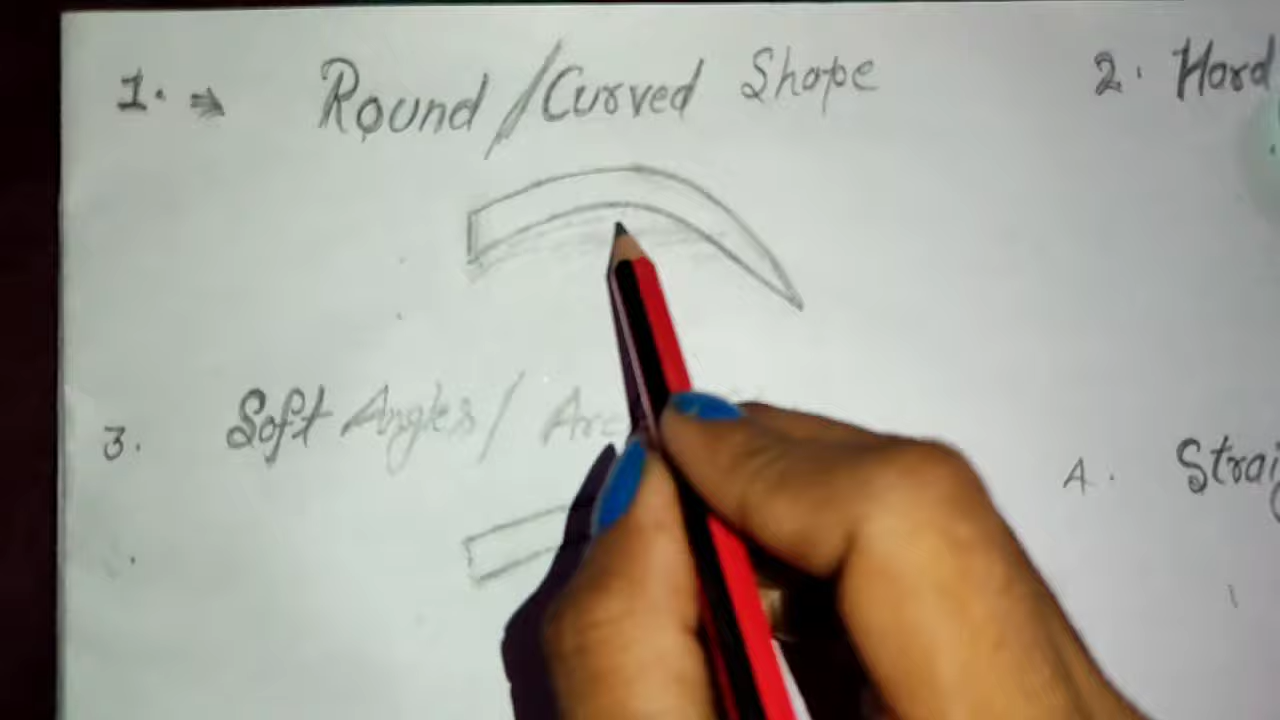 1. → Round/Curved Shape
2. Hard
3. Soft Angles/
4. Strai